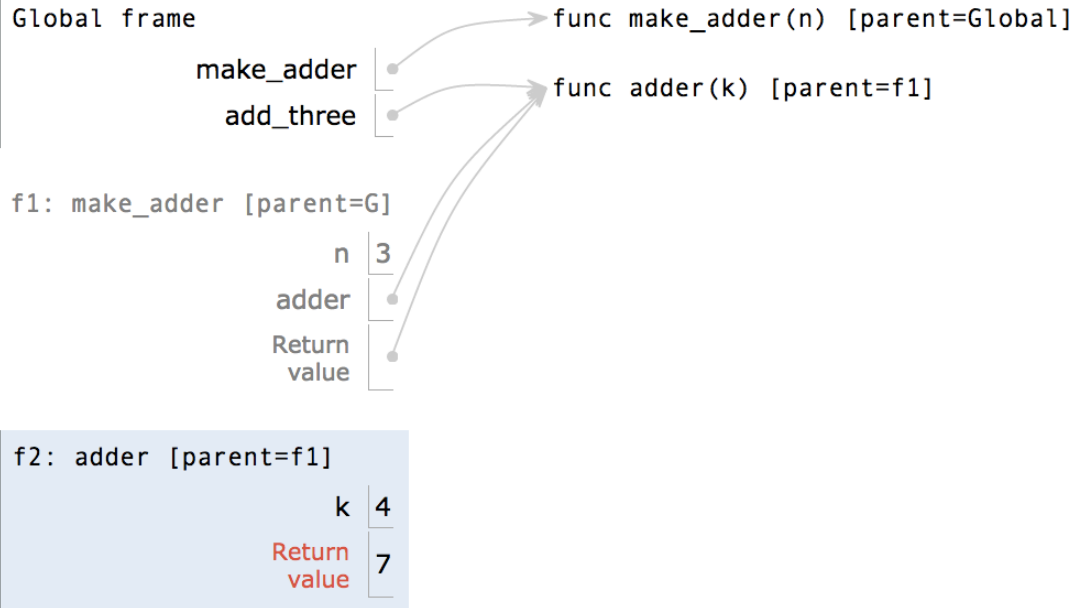 Global frame
func make_adder(n) [parent=Global]
make_adder
func adder(k) [parent=f1]
add_three
f1: make_adder [parent=G]
n 3
adder
Return
value
f2: adder [parent=f1]
k 4
Return
value
7